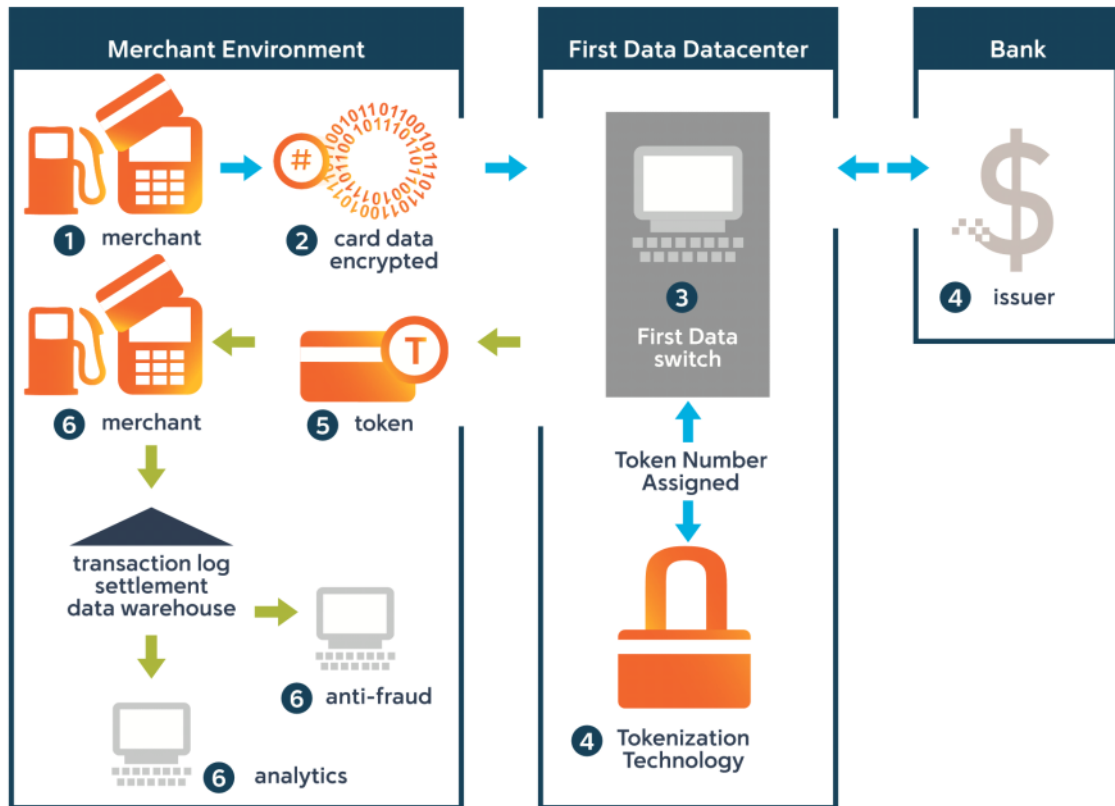 Merchant Environment
First Data Datacenter
Bank
1 merchant
#
2 card data
encrypted
3
First Data
switch
4 issuer
6 merchant
T
5 token
Token Number
Assigned
transaction log
settlement
data warehouse
6 anti-fraud
6 analytics
4 Tokenization
Technology